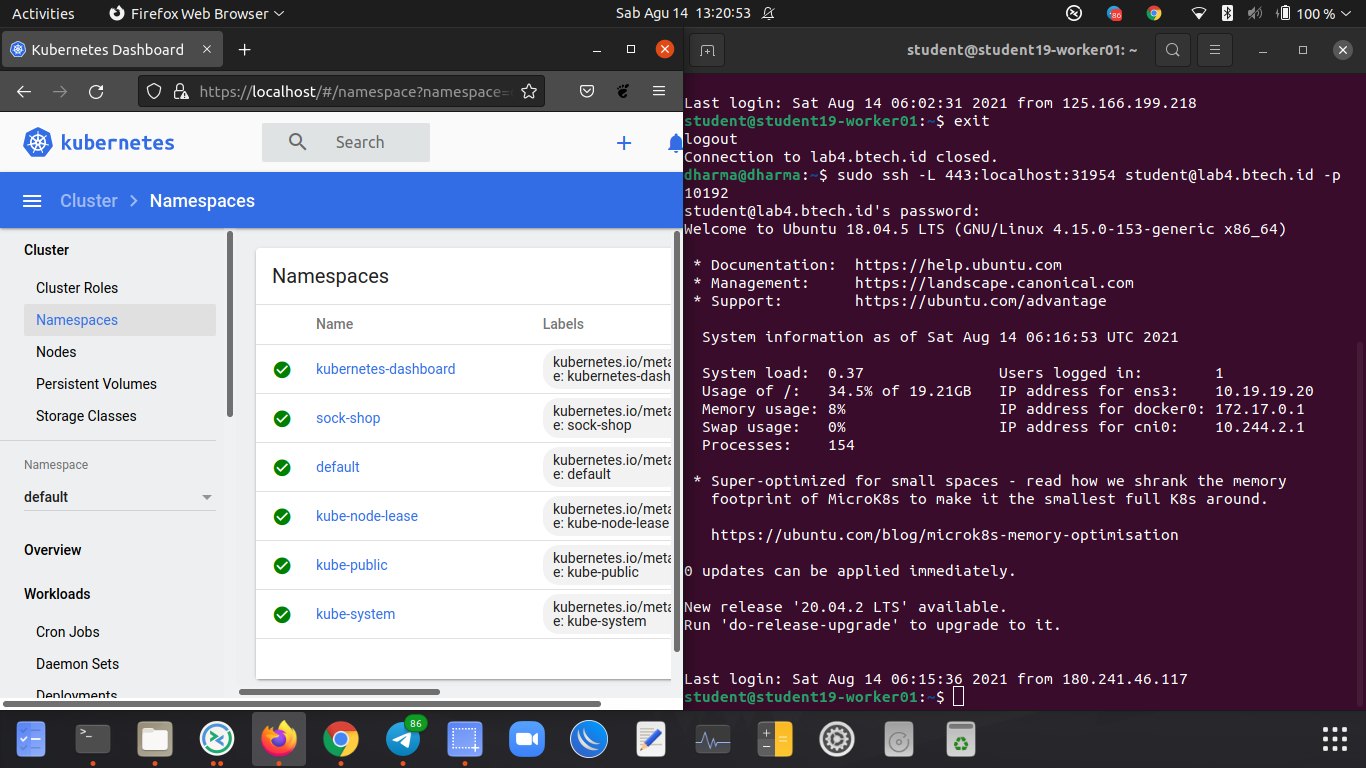 Activities
Firefox Web Browser
Sab Agu 14 13:20:53
86
100 %
Kubernetes Dashboard
https://localhost/#/namespace?namespace=
kubernetes
Search
Cluster
Namespaces
Cluster
Cluster Roles
Namespaces
Nodes
Persistent Volumes
Storage Classes
Namespace
default
Overview
Workloads
Cron Jobs
Daemon Sets
Deployments
Namespaces
Name Labels
kubernetes-dashboard
kubernetes.io/meta
e: kubernetes-dash
sock-shop
kubernetes.io/meta
e: sock-shop
default
kubernetes.io/meta
e: default
kube-node-lease
kubernetes.io/meta
e: kube-node-lease
kube-public
kubernetes.io/meta
e: kube-public
kube-system
kubernetes.io/meta
e: kube-system
student@student19-worker01: ~
Last login: Sat Aug 14 06:02:31 2021 from 125.166.199.218
student@student19-worker01:~$ exit
logout
Connection to lab4.btech.id closed.
dharma@dharma:~$ sudo ssh -L 443:localhost:31954 student@lab4.btech.id -p
10192
student@lab4.btech.id's password:
Welcome to Ubuntu 18.04.5 LTS (GNU/Linux 4.15.0-153-generic x86_64)
* Documentation: https://help.ubuntu.com
* Management: https://landscape.canonical.com
* Support: https://ubuntu.com/advantage
System information as of Sat Aug 14 06:16:53 UTC 2021
System load: 0.37 Users logged in: 1
Usage of /: 34.5% of 19.21GB IP address for ens3: 10.19.19.20
Memory usage: 8% IP address for docker0: 172.17.0.1
Swap usage: 0% IP address for cni0: 10.244.2.1
Processes: 154
* Super-optimized for small spaces - read how we shrank the memory
footprint of MicroK8s to make it the smallest full K8s around.
https://ubuntu.com/blog/microk8s-memory-optimisation
0 updates can be applied immediately.
New release '20.04.2 LTS' available.
Run 'do-release-upgrade' to upgrade to it.
Last login: Sat Aug 14 06:15:36 2021 from 180.241.46.117
student@student19-worker01:~$
86